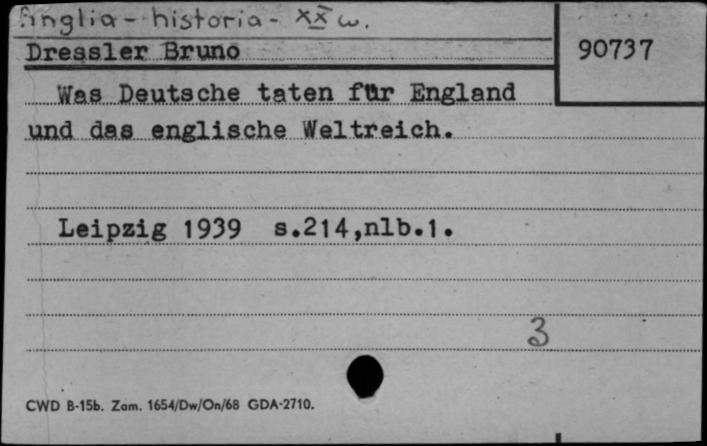 Anglia - historia - XX w.
Dressler Bruno
90737
Was Deutsche taten für England
und das englische Weltreich.
Leipzig 1939 s.214,nlb.1.
3
CWD B-15b. Zam. 1654/Dw/On/68 GDA-2710.